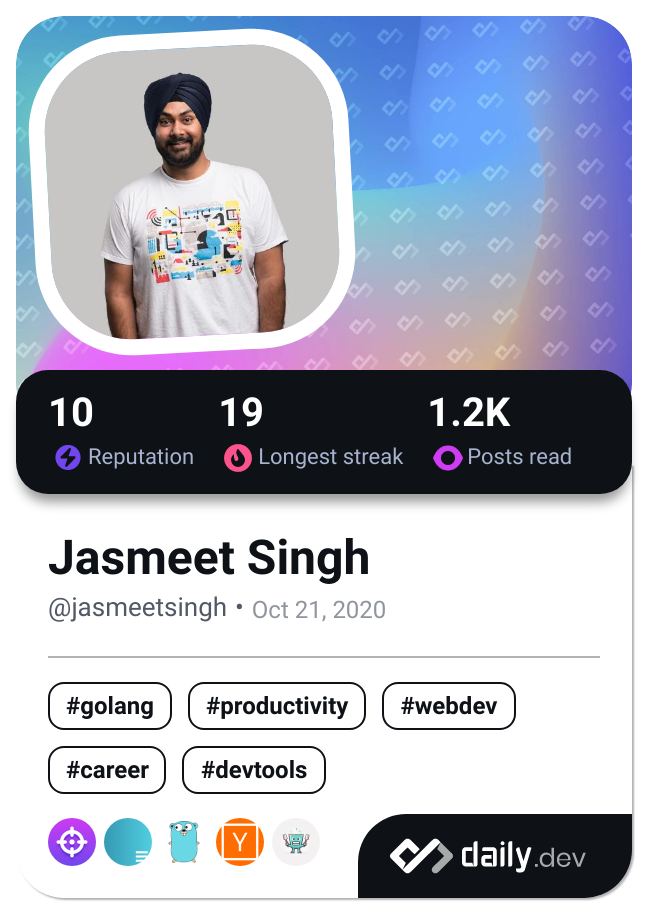 10 19 1.2K
Reputation Longest streak Posts read
Jasmeet Singh
@jasmeetsingh • Oct 21, 2020
#golang #productivity #webdev
#career #devtools
Y
daily.dev